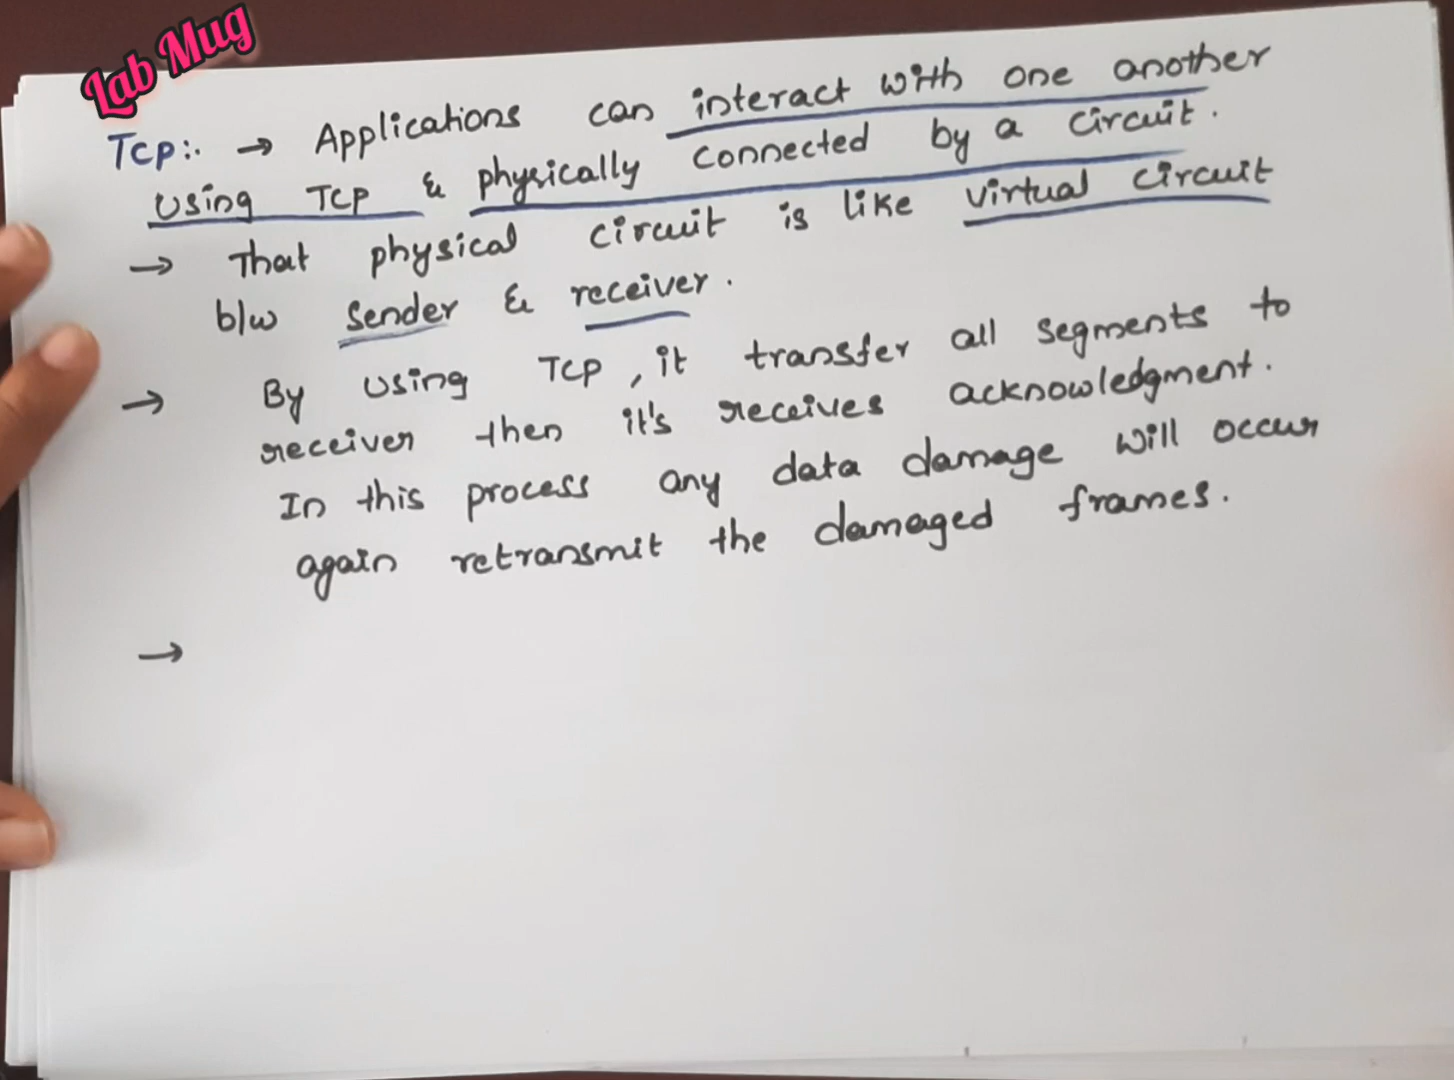 Lab Mug
Tcp:. → Applications can interact with one another
using TCP & physically connected by a circuit.
→ That physical circuit is like virtual circuit
b/w sender & receiver.
→ By using TCP, it transfer all segments to
receiver then it's receives acknowledgment.
In this process any data damage will occur
again retransmit the damaged frames.
→